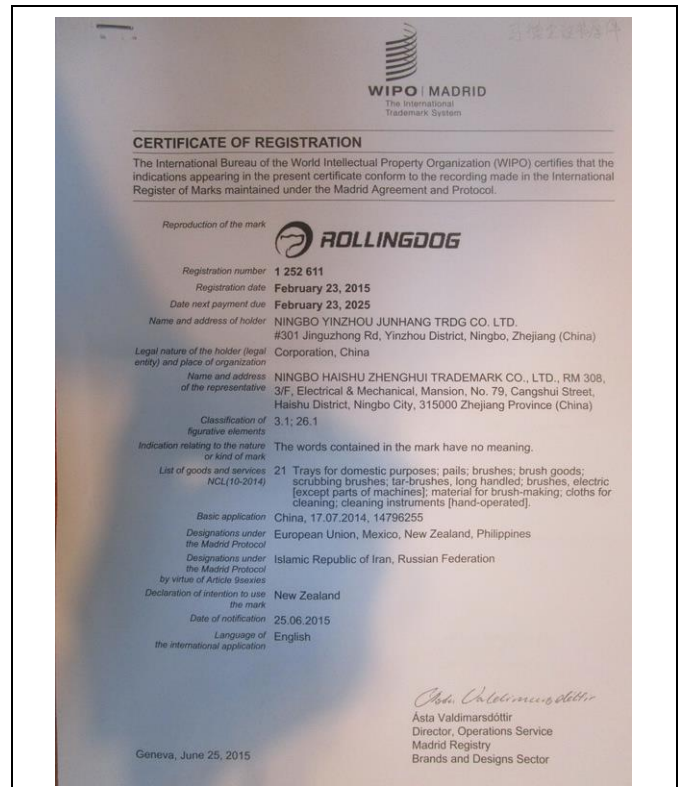 WIPO | MADRID
The International
Trademark System
CERTIFICATE OF REGISTRATION
The International Bureau of the World Intellectual Property Organization (WIPO) certifies that the
indications appearing in the present certificate conform to the recording made in the International
Register of Marks maintained under the Madrid Agreement and Protocol.
Reproduction of the mark
ROLLINGDOG
Registration number 1 252 611
Registration date February 23, 2015
Date next payment due February 23, 2025
Name and address of holder NINGBO YINZHOU JUNHANG TRDG CO. LTD.
#301 Jinguzhong Rd, Yinzhou District, Ningbo, Zhejiang (China)
Legal nature of the holder (legal Corporation, China
entity) and place of organization
Name and address NINGBO HAISHU ZHENGHUI TRADEMARK CO., LTD., RM 308,
of the representative 3/F, Electrical & Mechanical, Mansion, No. 79, Cangshui Street,
Haishu District, Ningbo City, 315000 Zhejiang Province (China)
Classification of 3.1; 26.1
figurative elements
Indication relating to the nature The words contained in the mark have no meaning.
or kind of mark
List of goods and services 21 Trays for domestic purposes; pails; brushes; brush goods;
NCL(10-2014) scrubbing brushes; tar-brushes, long handled; brushes, electric
[except parts of machines]; material for brush-making; cloths for
cleaning; cleaning instruments [hand-operated].
Basic application China, 17.07.2014, 14796255
Designations under European Union, Mexico, New Zealand, Philippines
the Madrid Protocol
Designations under Islamic Republic of Iran, Russian Federation
the Madrid Protocol
by virtue of Article 9sexies
Declaration of intention to use New Zealand
the mark
Date of notification 25.06.2015
Language of English
the international application
Ásta Valdimarsdóttir
Director, Operations Service
Madrid Registry
Brands and Designs Sector
Geneva, June 25, 2015